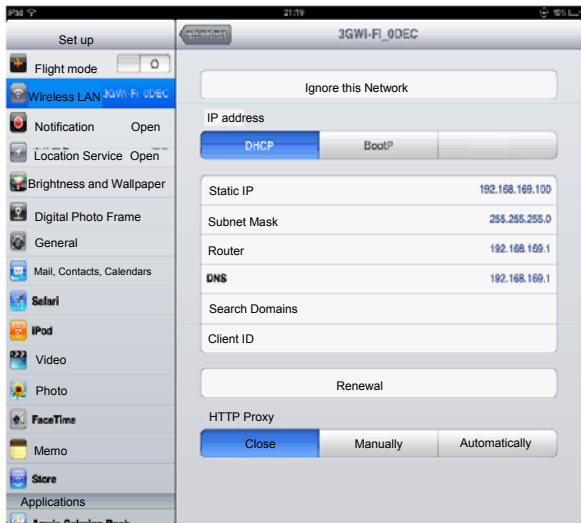 iPad 21:19
Set up
3GWI-FI_0DEC
Flight mode
Wireless LAN 3GWI-FI_0DEC
Notification Open
Location Service Open
Brightness and Wallpaper
Digital Photo Frame
General
Mail, Contacts, Calendars
Safari
iPod
Video
Photo
FaceTime
Memo
Store
Applications
Ignore this Network
IP address
DHCP BootP
Static IP 192.168.169.100
Subnet Mask 255.255.255.0
Router 192.168.169.1
DNS 192.168.169.1
Search Domains
Client ID
Renewal
HTTP Proxy
Close Manually Automatically